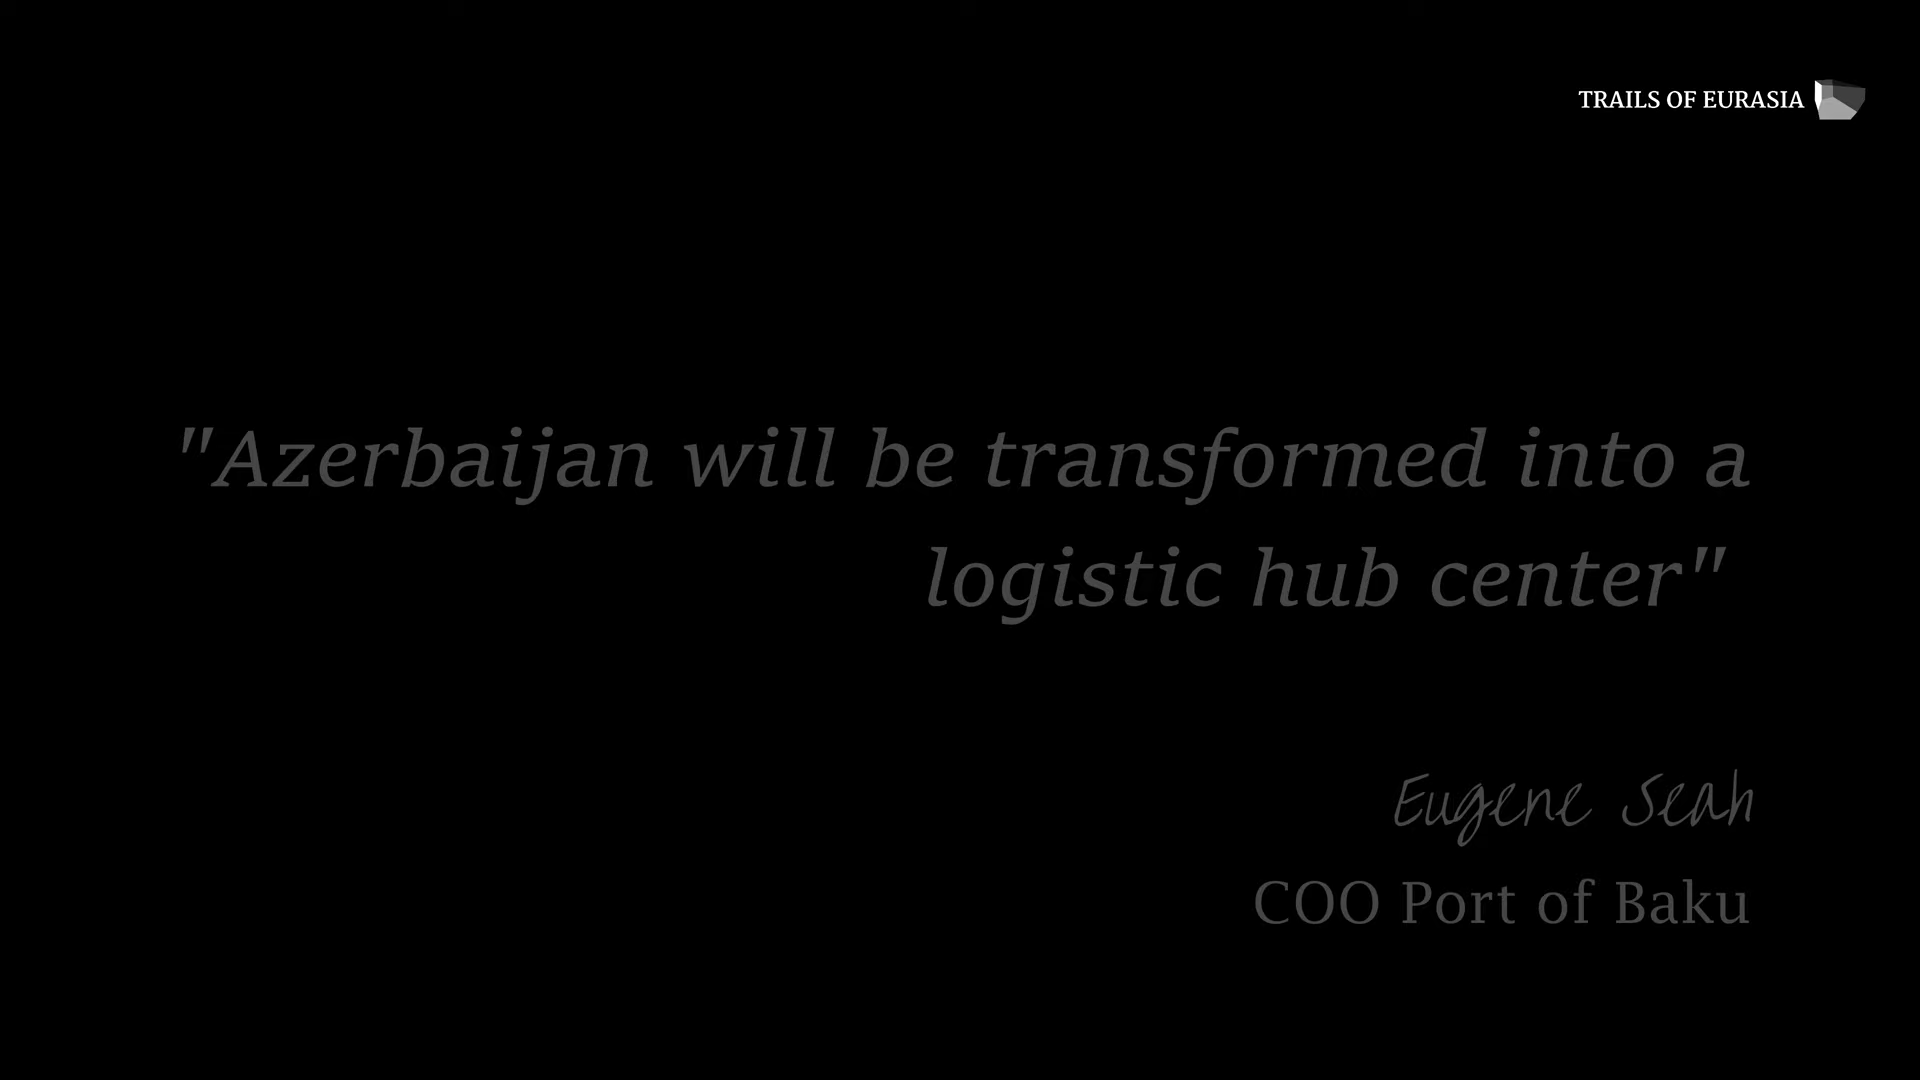 TRAILS OF EURASIA
"Azerbaijan will be transformed into a
logistic hub center"
Eugene Seah
COO Port of Baku